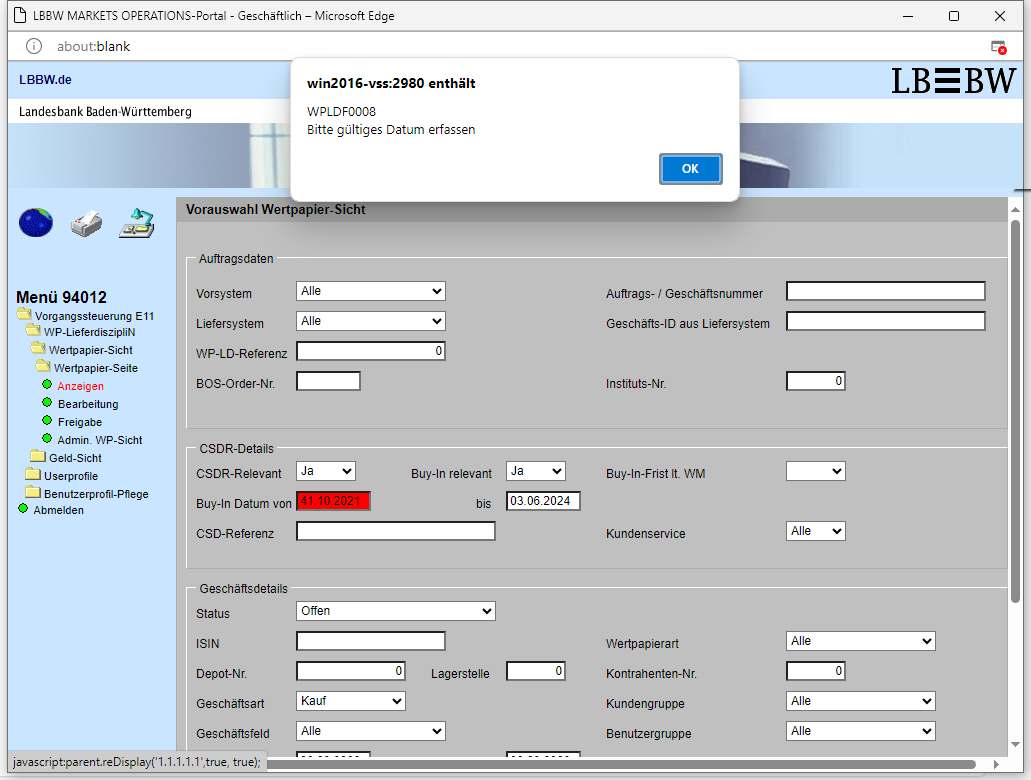 LBBW MARKETS OPERATIONS-Portal - Geschäftlich – Microsoft Edge
about:blank
LBBW.de
LBBW
Landesbank Baden-Württemberg
win2016-vss:2980 enthält
WPLDF0008
Bitte gültiges Datum erfassen
OK
Menü 94012
Vorgangssteuerung E11
WP-LieferdisziplíN
Wertpapier-Sicht
Wertpapier-Seite
Anzeigen
Bearbeitung
Freigabe
Admin. WP-Sicht
Geld-Sicht
Userprofile
Benutzerprofil-Pflege
Abmelden
Vorauswahl Wertpapier-Sicht
Auftragsdaten
Vorsystem Alle Auftrags- / Geschäftsnummer
Liefersystem Alle Geschäfts-ID aus Liefersystem
WP-LD-Referenz 0
BOS-Order-Nr. Instituts-Nr. 0
CSDR-Details
CSDR-Relevant Ja Buy-In relevant Ja Buy-In-Frist lt. WM
Buy-In Datum von 41.10.2021 bis 03.06.2024
CSD-Referenz Kundenservice Alle
Geschäftsdetails
Status Offen
ISIN Wertpapierart Alle
Depot-Nr. 0 Lagerstelle 0 Kontrahenten-Nr. 0
Geschäftsart Kauf Kundengruppe Alle
Geschäftsfeld Alle Benutzergruppe Alle
javascript:parent.reDisplay('1.1.1.1.1',true, true);